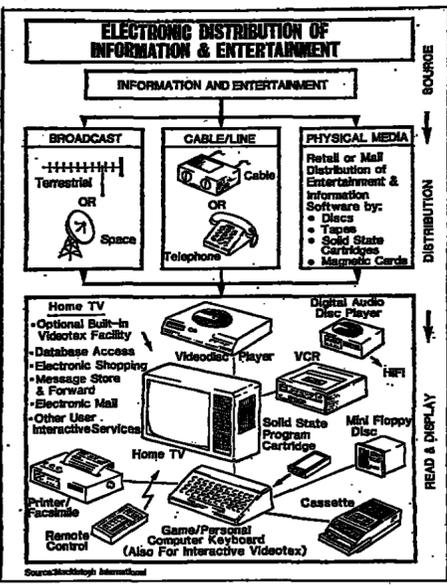 ELECTRONIC DISTRIBUTION OF
INFORMATION & ENTERTAINMENT
INFORMATION AND ENTERTAINMENT
SOURCE
BROADCAST
Terrestrial
OR
Space
CABLE/LINE
Cable
OR
Telephone
PHYSICAL MEDIA
Retail or Mail
Distribution of
Entertainment &
Information
Software by:
• Discs
• Tapes
• Solid State
Cartridges
• Magnetic Cards
DISTRIBUTION
Home TV
• Optional Built-in
Videotex Facility
• Database Access
• Electronic Shopping
• Message Store
& Forward
• Electronic Mail
• Other User
Interactive Services
Videodisc Player
Digital Audio
Disc Player
HiFi
VCR
Home TV
Solid State
Program
Cartridge
Mini Floppy
Disc
Printer/
Facsimile
Remote
Control
Game/Personal
Computer Keyboard
(Also For Interactive Videotex)
Cassette
READ & DISPLAY
Source: Mackintosh International